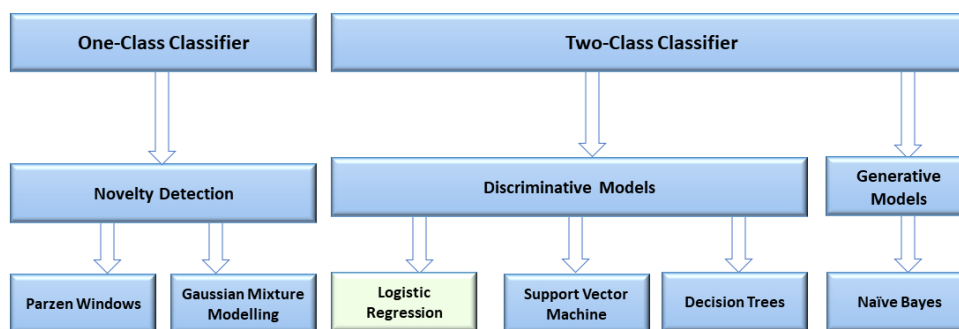 One-Class Classifier
Two-Class Classifier
Novelty Detection
Discriminative Models
Generative
Models
Parzen Windows
Gaussian Mixture
Modelling
Logistic
Regression
Support Vector
Machine
Decision Trees
Naïve Bayes